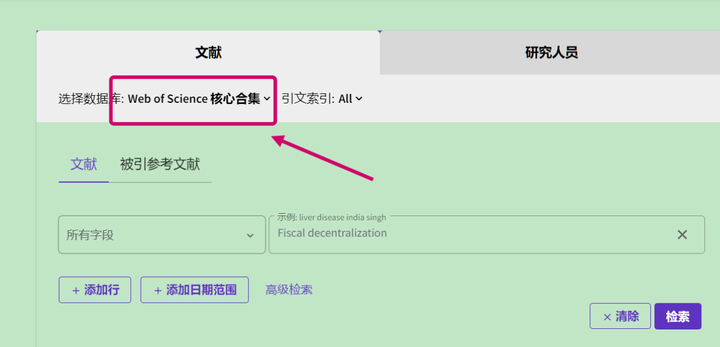 文献 研究人员
选择数据库: Web of Science 核心合集 引文索引: All
文献 被引参考文献
示例: liver disease india singh
所有字段 Fiscal decentralization
+ 添加行 + 添加日期范围 高级检索
× 清除 检索